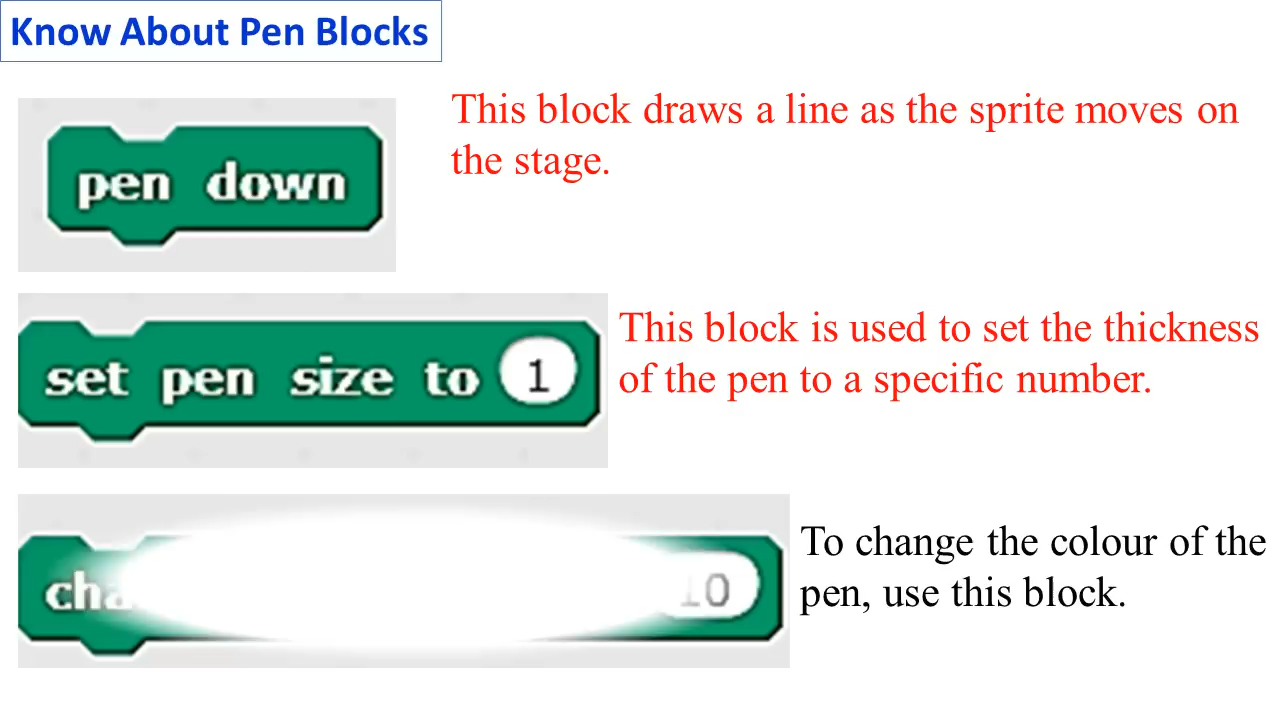 Know About Pen Blocks
pen down
This block draws a line as the sprite moves on
the stage.
set pen size to 1
This block is used to set the thickness
of the pen to a specific number.
10
To change the colour of the
pen, use this block.